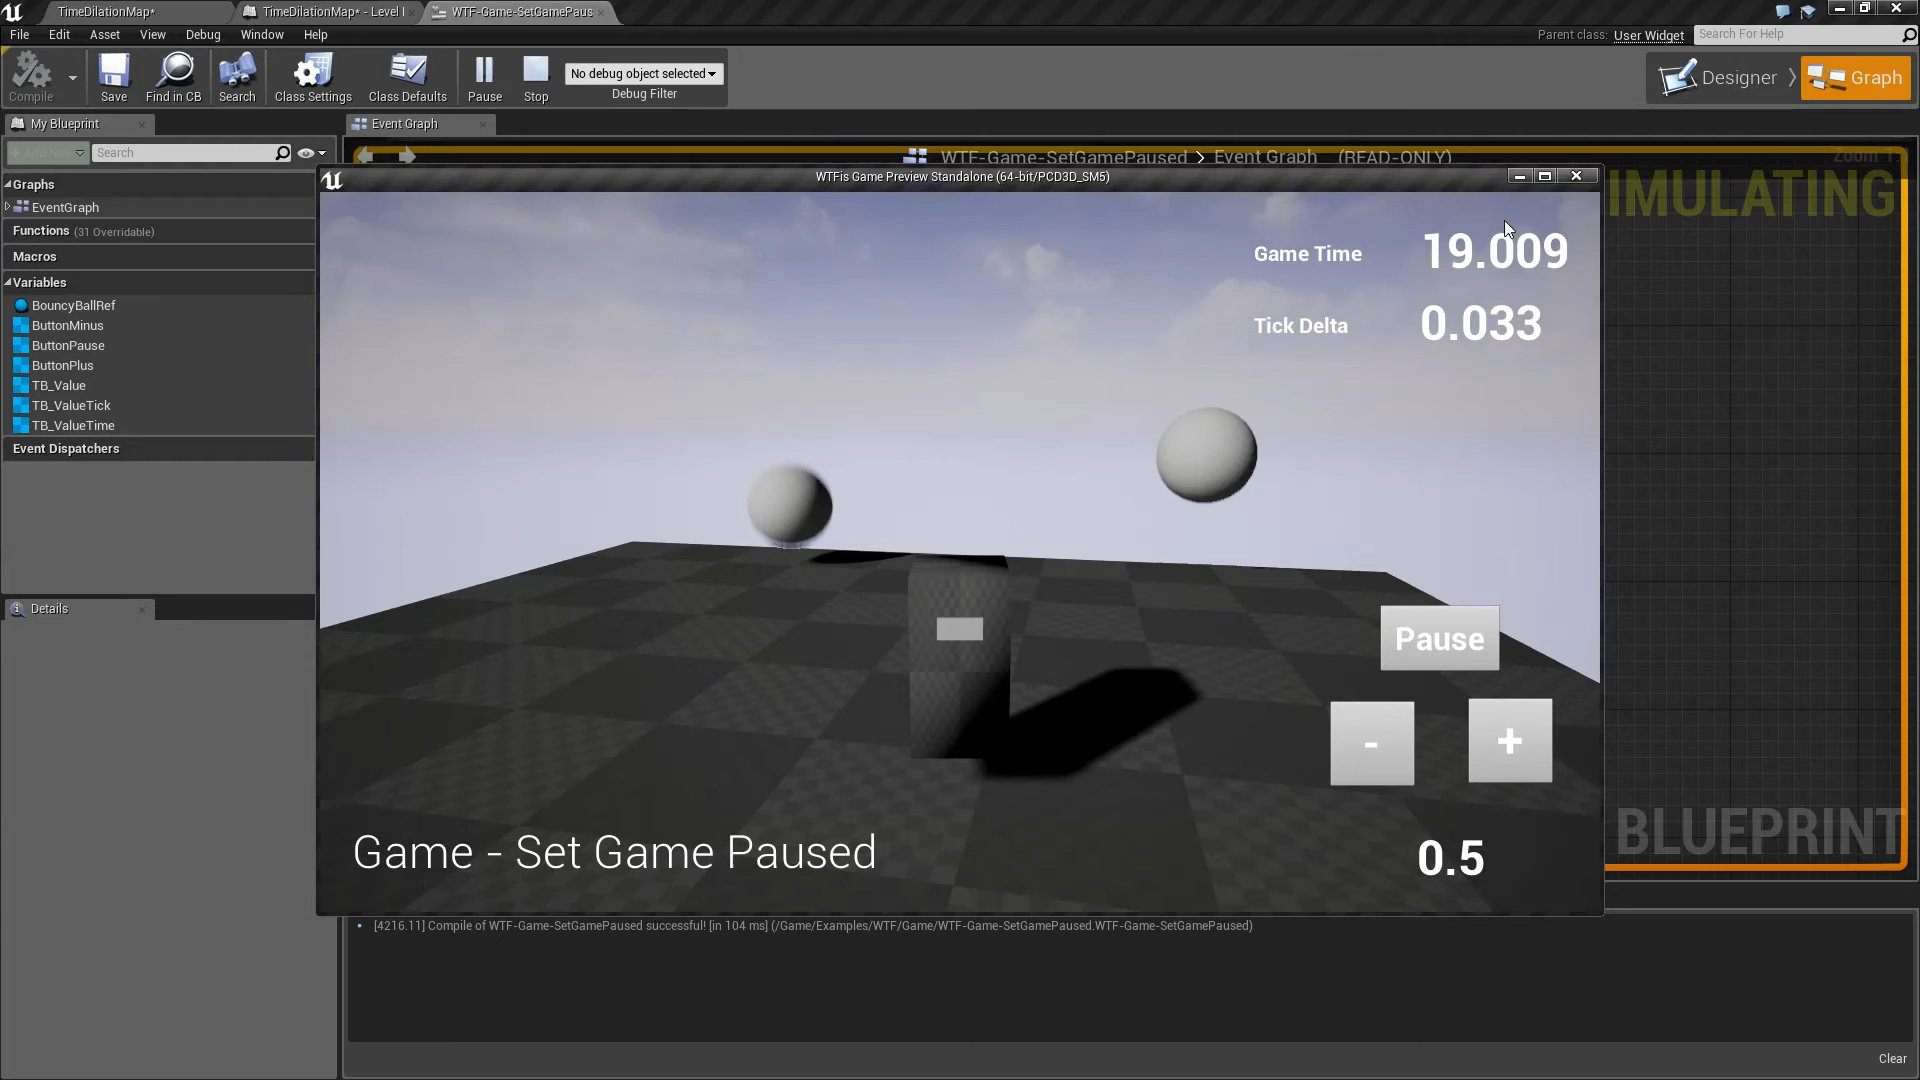 TimeDilationMap*
TimeDilationMap* - Level
WTF-Game-SetGamePaus
File Edit Asset View Debug Window Help
Parent class: User Widget
Search For Help
Compile
Save
Find in CB
Search
Class Settings
Class Defaults
Pause
Stop
No debug object selected
Debug Filter
Designer
Graph
My Blueprint
Event Graph
Search
WTF-Game-SetGamePaused > Event Graph (READ-ONLY)
Graphs
EventGraph
Functions (31 Overridable)
Macros
Variables
BouncyBallRef
ButtonMinus
ButtonPause
ButtonPlus
TB_Value
TB_ValueTick
TB_ValueTime
Event Dispatchers
Details
WTFis Game Preview Standalone (64-bit/PCD3D_SM5)
IMULATING
Game Time 19.009
Tick Delta 0.033
Pause
- +
0.5
Game - Set Game Paused
BLUEPRINT
[4216.11] Compile of WTF-Game-SetGamePaused successful! [in 104 ms] (/Game/Examples/WTF/Game/WTF-Game-SetGamePaused.WTF-Game-SetGamePaused)
Clear